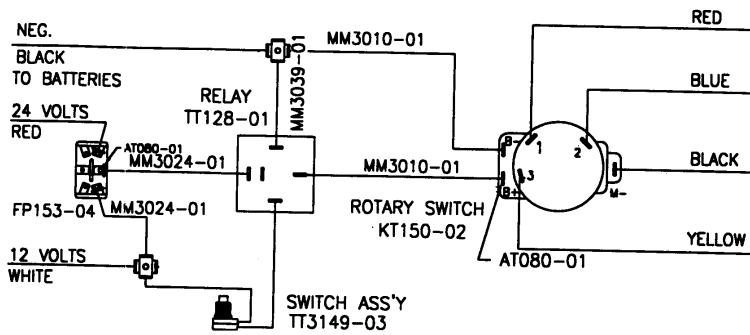 NEG.
BLACK
TO BATTERIES
MM3010-01
MM3039-01
RED
BLUE
RELAY
TT128-01
24 VOLTS
RED
AT080-01
MM3024-01
MM3010-01
B-
1
2
3
B+
BLACK
M-
FP153-04
MM3024-01
ROTARY SWITCH
KT150-02
AT080-01
YELLOW
12 VOLTS
WHITE
SWITCH ASS'Y
TT3149-03